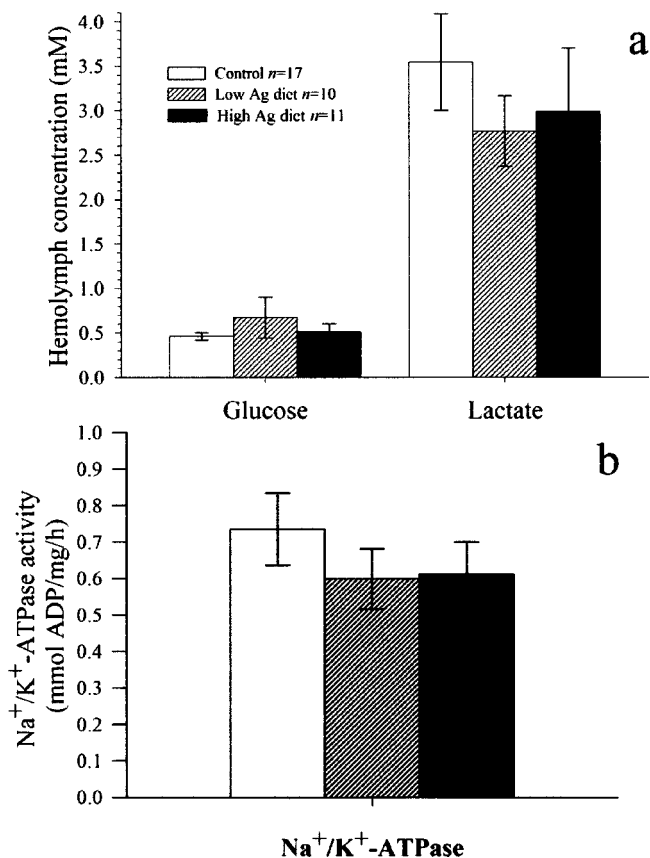 a
Hemolymph concentration (mM)
4.0
3.5
3.0
2.5
2.0
1.5
1.0
0.5
0.0
Control n=17
Low Ag dict n=10
High Ag dict n=11
Glucose Lactate
b
Na+/K+-ATPase activity
(mmol ADP/mg/h)
1.0
0.9
0.8
0.7
0.6
0.5
0.4
0.3
0.2
0.1
0.0
Na+/K+-ATPase